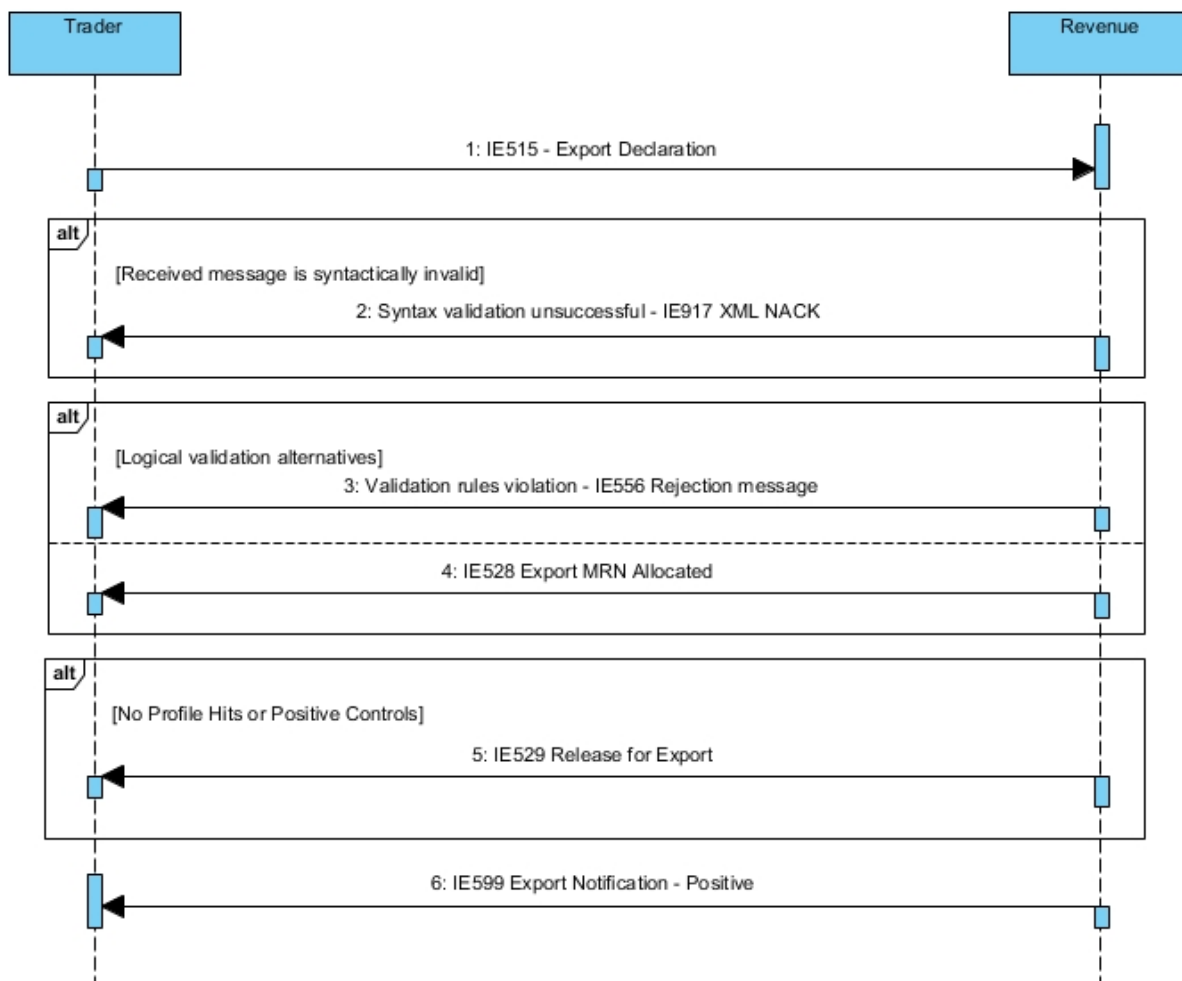 Trader
Revenue
1: IE515 - Export Declaration
alt
[Received message is syntactically invalid]
2: Syntax validation unsuccessful - IE917 XML NACK
alt
[Logical validation alternatives]
3: Validation rules violation - IE556 Rejection message
4: IE528 Export MRN Allocated
alt
[No Profile Hits or Positive Controls]
5: IE529 Release for Export
6: IE599 Export Notification - Positive